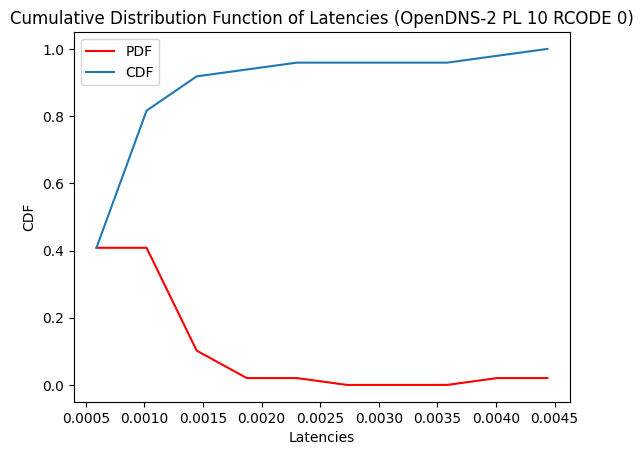 Cumulative Distribution Function of Latencies (OpenDNS-2 PL 10 RCODE 0)
PDF
CDF
1.0
0.8
0.6
0.4
0.2
0.0
CDF
0.0005 0.0010 0.0015 0.0020 0.0025 0.0030 0.0035 0.0040 0.0045
Latencies